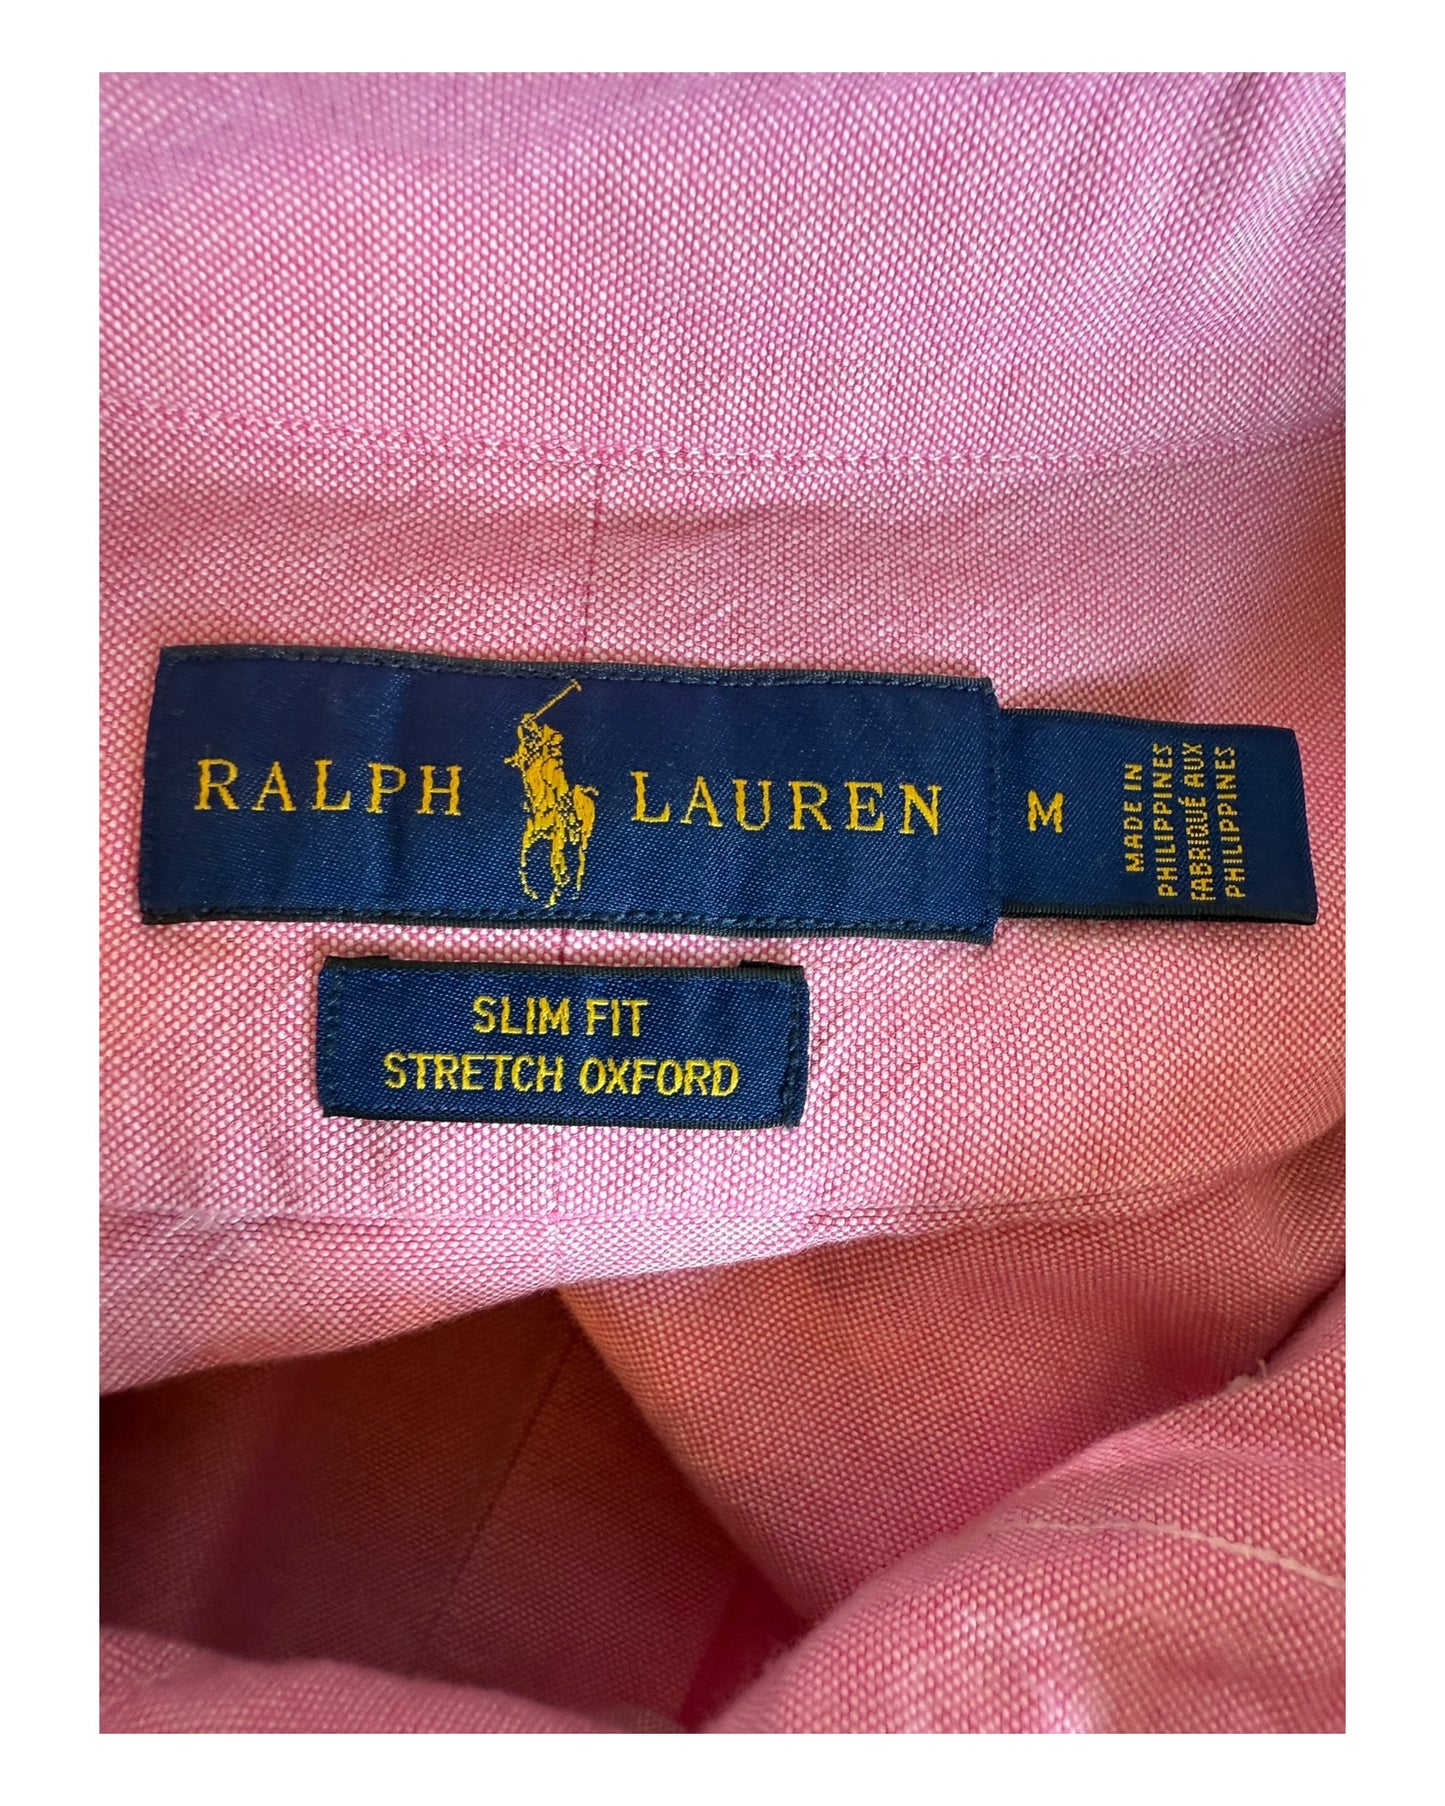 RALPH LAUREN
M
MADE IN
PHILIPPINES
FABRIQUÉ AUX
PHILIPPINES
SLIM FIT
STRETCH OXFORD